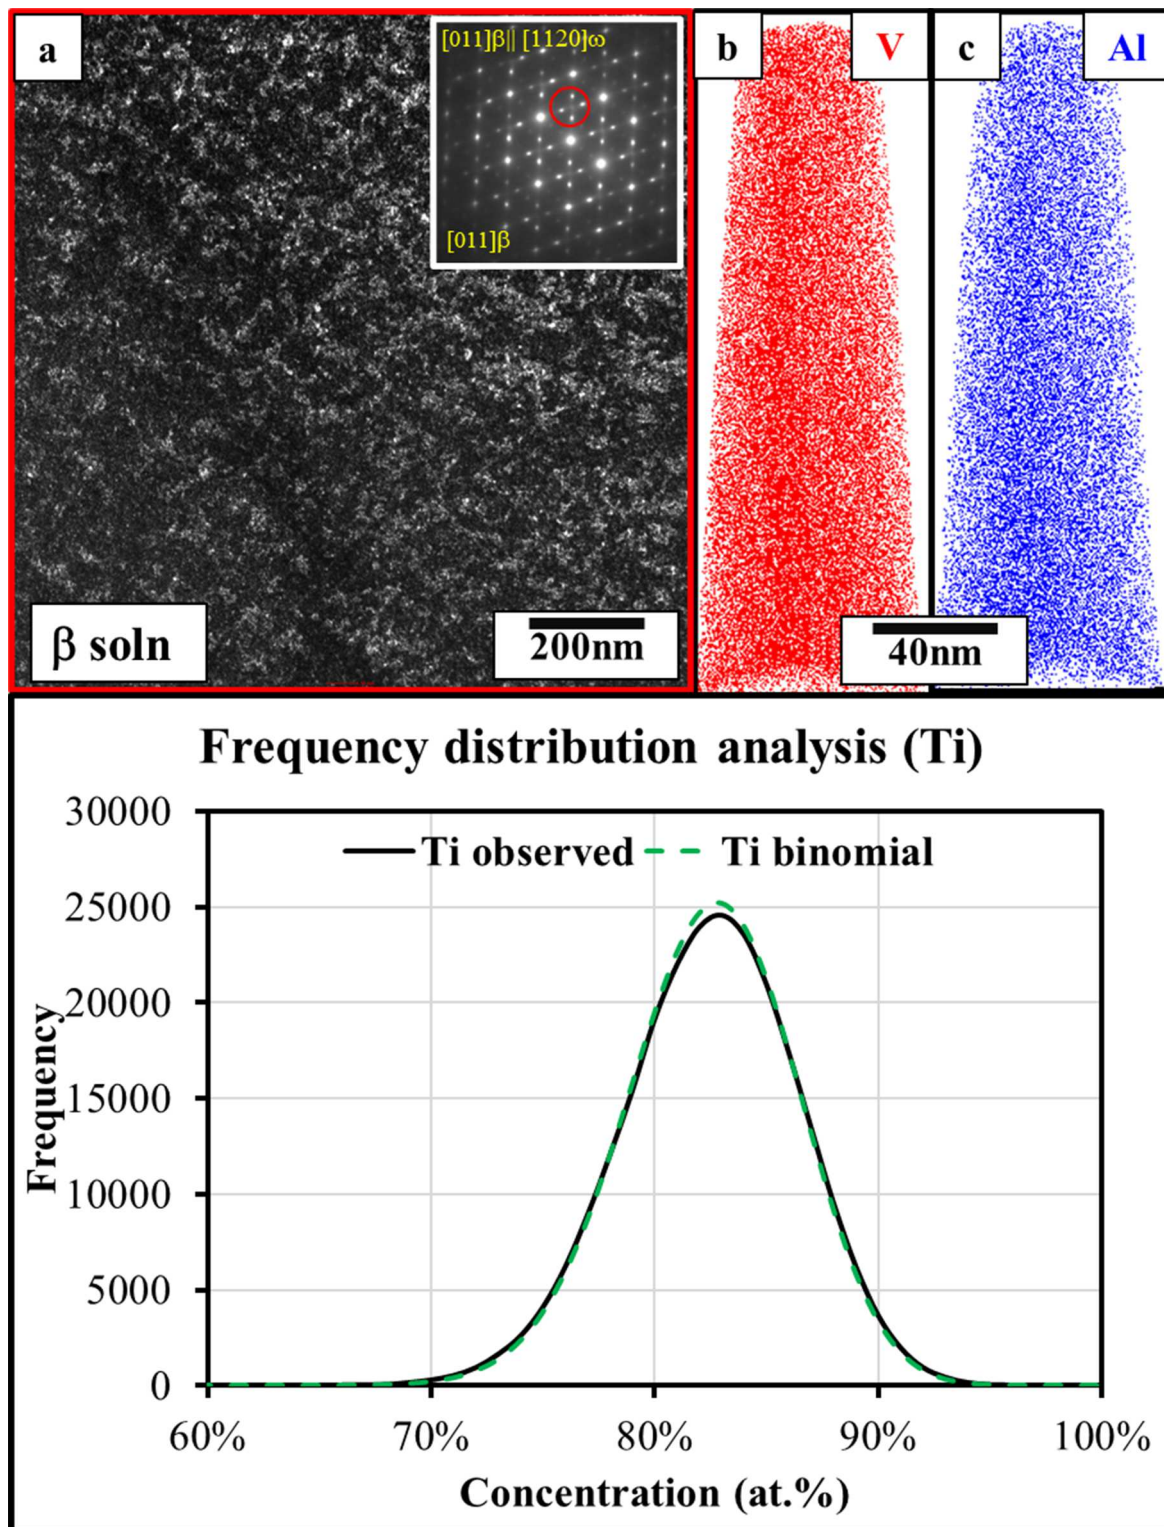 a
[011]β|| [1120]ω
[011]β
β soln
200nm
b
V
c
Al
40nm
Frequency distribution analysis (Ti)
30000
Ti observed
Ti binomial
25000
20000
15000
10000
5000
0
Frequency
60%
70%
80%
90%
100%
Concentration (at.%)